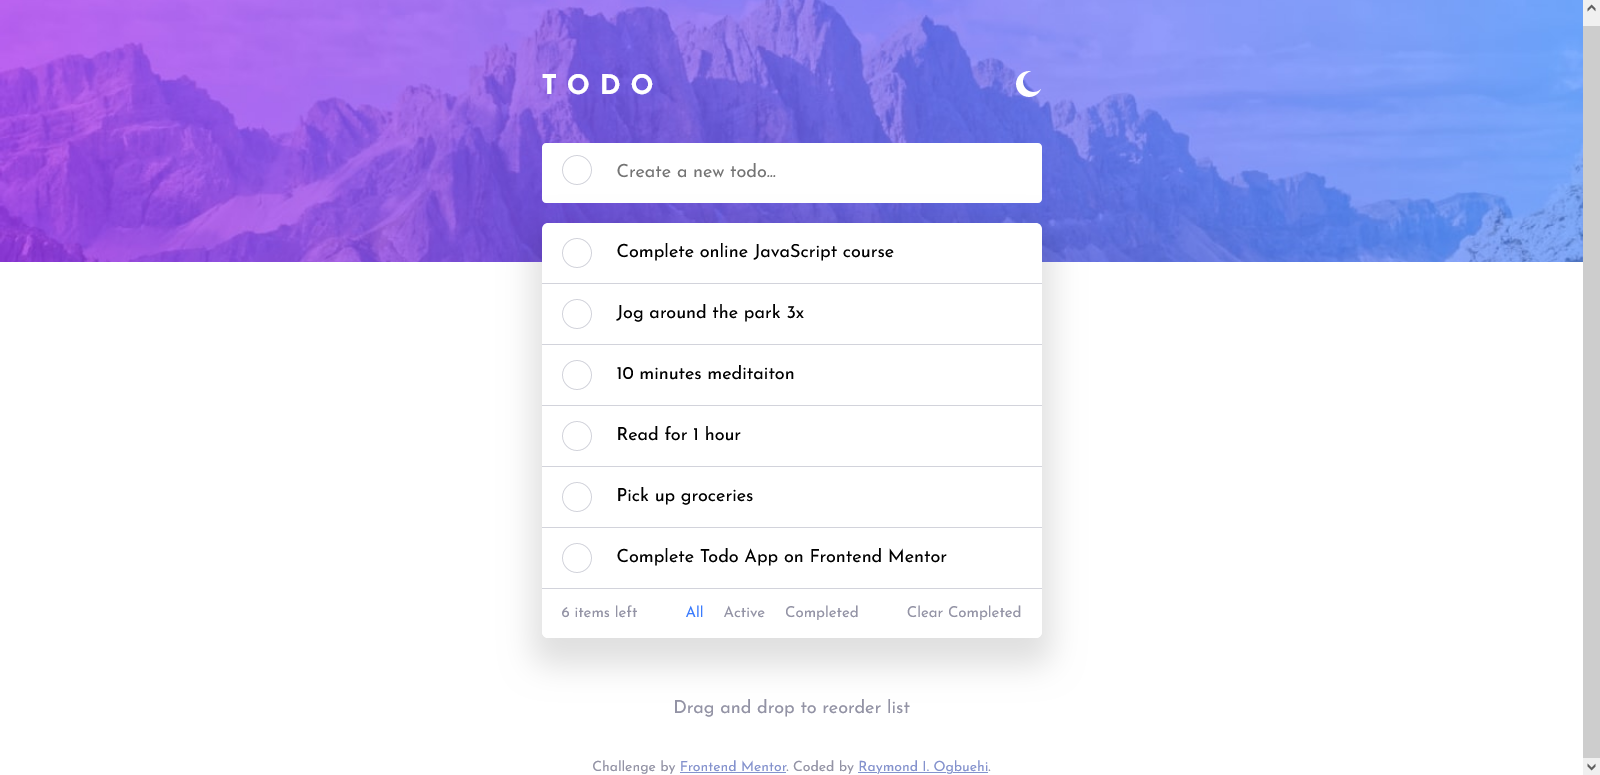 TODO
Create a new todo...
Complete online JavaScript course
Jog around the park 3x
10 minutes meditaiton
Read for 1 hour
Pick up groceries
Complete Todo App on Frontend Mentor
6 items left All Active Completed Clear Completed
Drag and drop to reorder list
Challenge by Frontend Mentor. Coded by Raymond I. Ogbuehi.